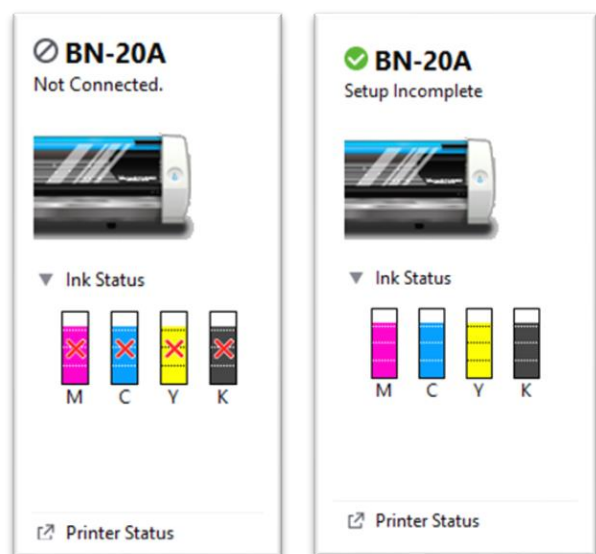 BN-20A
Not Connected.
Ink Status
M C Y K
Printer Status
BN-20A
Setup Incomplete
Ink Status
M C Y K
Printer Status